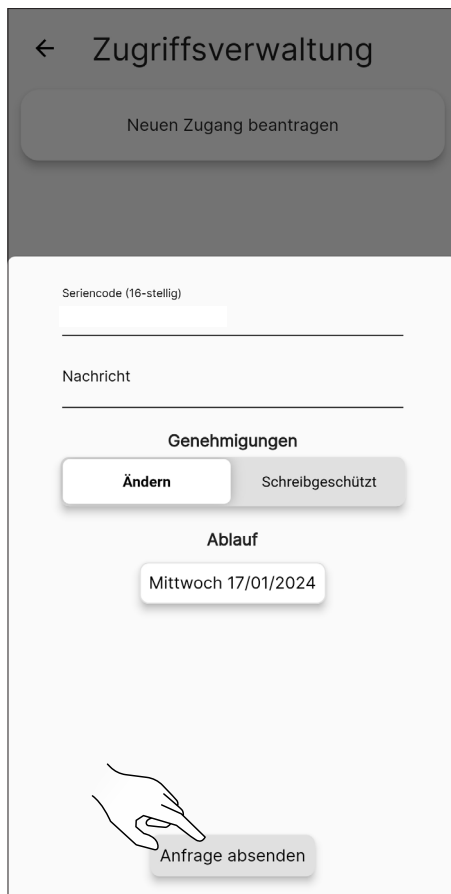 Zugriffsverwaltung
Neuen Zugang beantragen
Seriencode (16-stellig)
Nachricht
Genehmigungen
Ändern Schreibgeschützt
Ablauf
Mittwoch 17/01/2024
Anfrage absenden